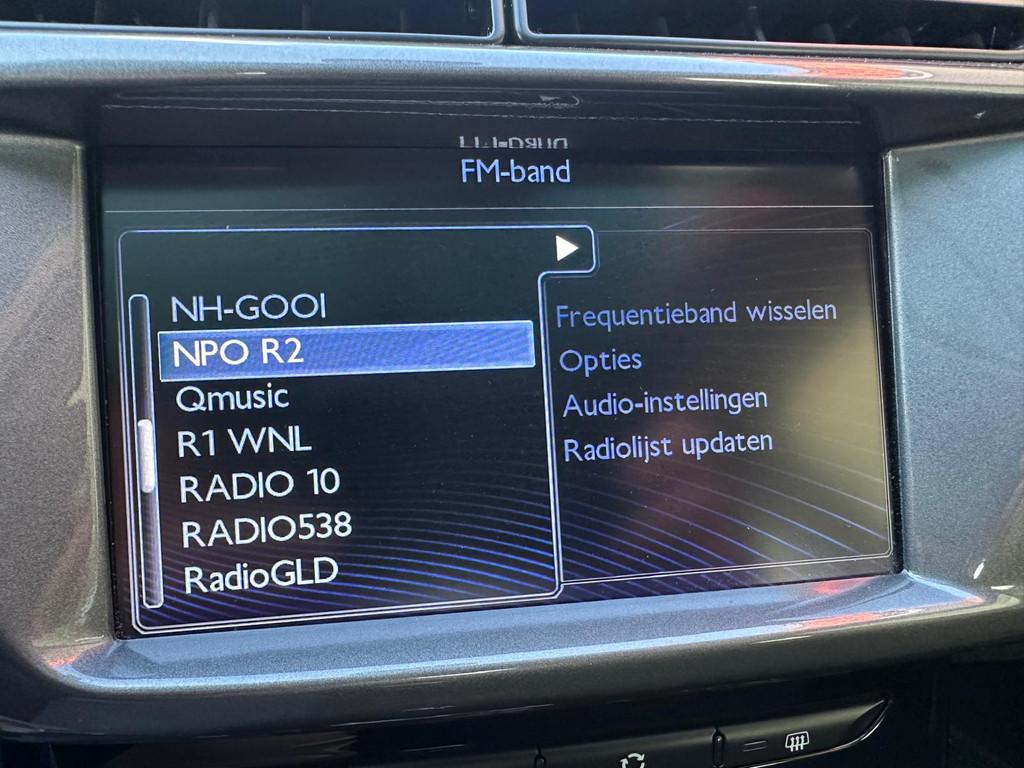 FM-band
NH-GOOI
NPO R2
Qmusic
R1 WNL
RADIO 10
RADIO538
RadioGLD
Frequentieband wisselen
Opties
Audio-instellingen
Radiolijst updaten